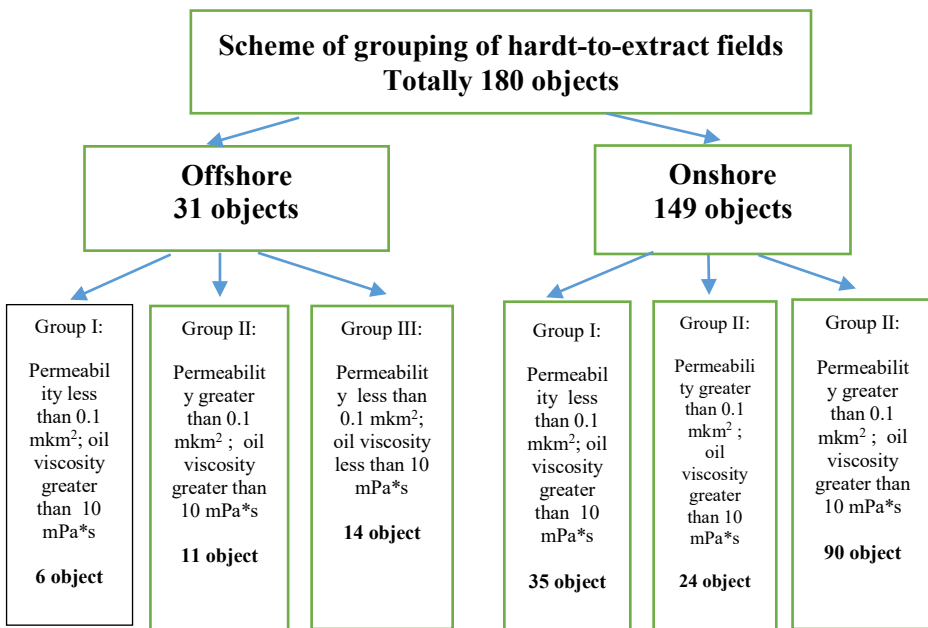 Scheme of grouping of hardt-to-extract fields
Totally 180 objects
Offshore
31 objects
Onshore
149 objects
Group I:
Permeabil
ity less
than 0.1
mkm²; oil
viscosity
greater
than 10
mPa*s
6 object
Group II:
Permeabilit
y greater
than 0.1
mkm² ; oil
viscosity
greater than
10 mPa*s
11 object
Group III:
Permeabilit
y less than
0.1 mkm²;
oil viscosity
less than 10
mPa*s
14 object
Group I:
Permeabil
ity less
than 0.1
mkm²; oil
viscosity
greater
than 10
mPa*s
35 object
Group II:
Permeabili
ty greater
than 0.1
mkm² ;
oil
viscosity
greater
than 10
mPa*s
24 object
Group II:
Permeabilit
y greater
than 0.1
mkm² ; oil
viscosity
greater than
10 mPa*s
90 object